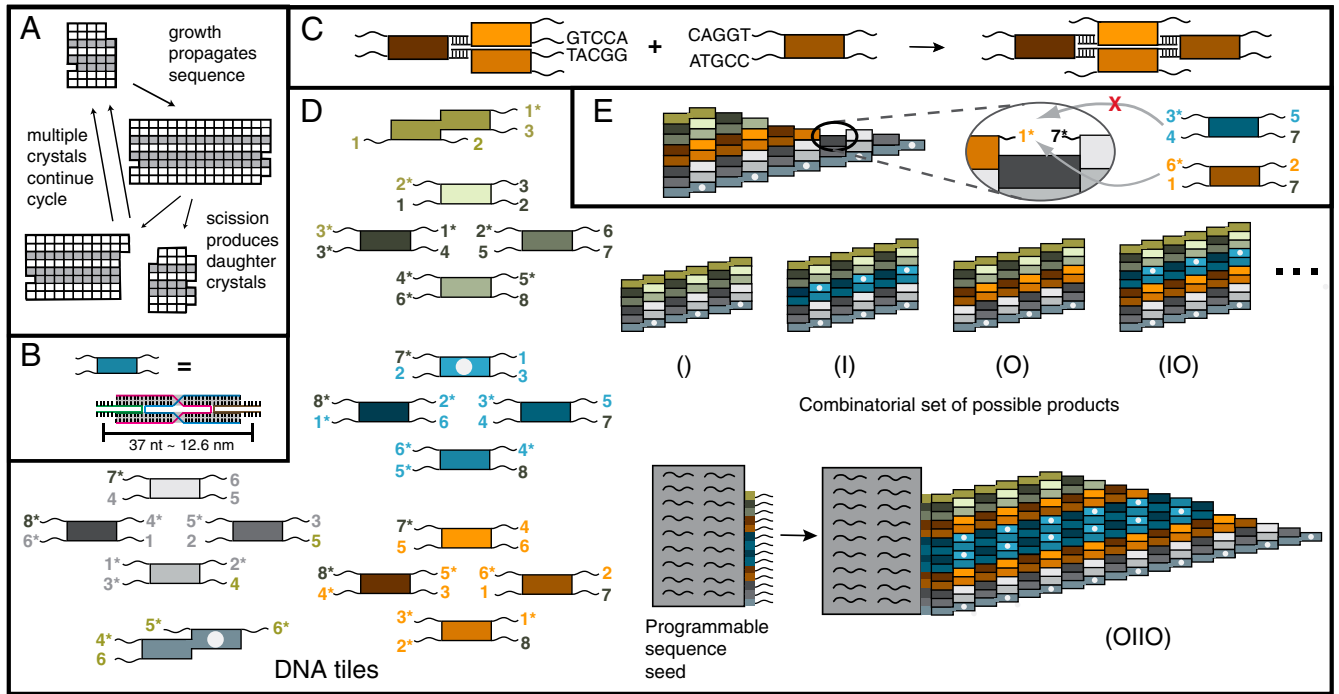 A
growth
propagates
sequence
multiple
crystals
continue
cycle
scission
produces
daughter
crystals
B
=
37 nt ~ 12.6 nm
C
GTCCA
TACGG
+
CAGGT
ATGCC
D
1*
3
1
2
2*
3
1
2
3*
1*
2*
6
3*
4
5
7
4*
5*
6*
8
7*
1
2
3
8*
2*
3*
5
1*
6
4
7
6*
4*
5*
8
7*
4
5
6
8*
5*
6*
2
4*
3
1
7
3*
1*
2*
8
7*
6
4
5
8*
4*
5*
3
6*
1
2
5
1*
2*
3*
4
5*
6*
4*
6
DNA tiles
E
X
1*
7*
3*
5
4
7
6*
2
1
7
()
(I)
(O)
(IO)
Combinatorial set of possible products
Programmable
sequence
seed
(OIIO)